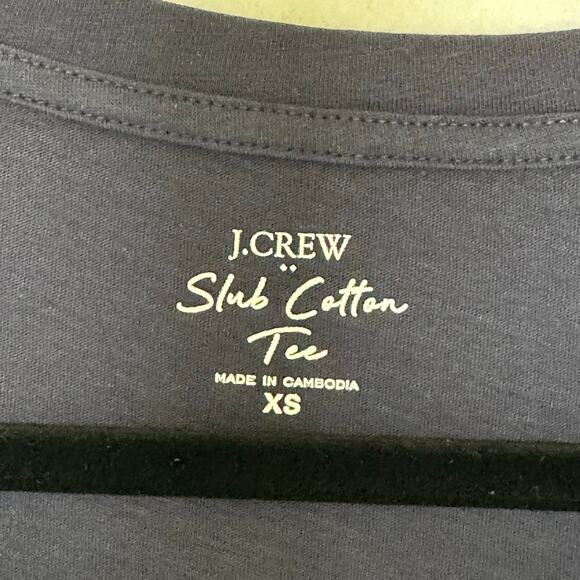 J.CREW
Slub Cotton
Tee
MADE IN CAMBODIA
XS